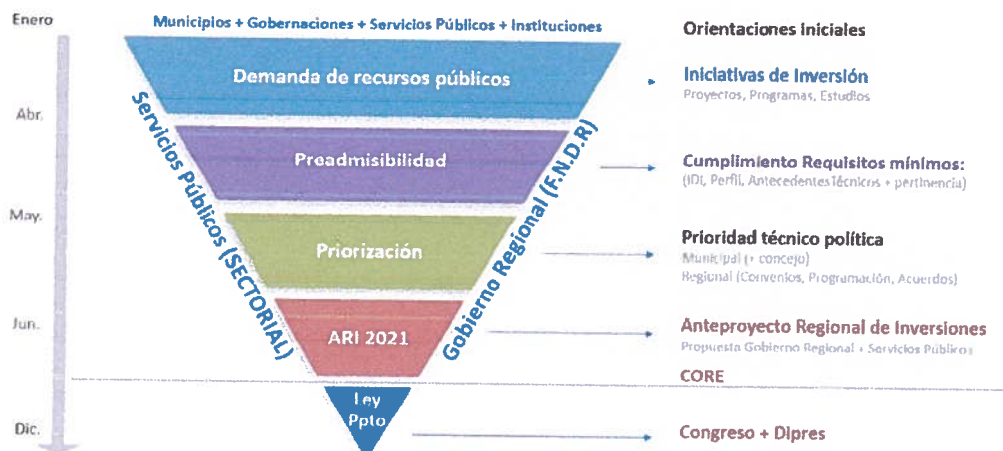 Enero
Municipios + Gobernaciones + Servicios Públicos + Instituciones
Orientaciones Iniciales
Demanda de recursos públicos
Iniciativas de Inversión
Proyectos, Programas, Estudios
Abr.
Preadmisibilidad
Cumplimiento Requisitos mínimos:
(IDI, Perfil, Antecedentes Técnicos + pertinencia)
May.
Priorización
Prioridad técnico política
Municipal (+ concejo)
Regional (Convenios, Programación, Acuerdos)
Servicios Públicos (SECTORIAL)
Gobierno Regional (F.N.D.R)
Jun.
ARI 2021
Anteproyecto Regional de Inversiones
Propuesta Gobierno Regional + Servicios Públicos
CORE
Ley
Ppto
Dic.
Congreso + Dipres